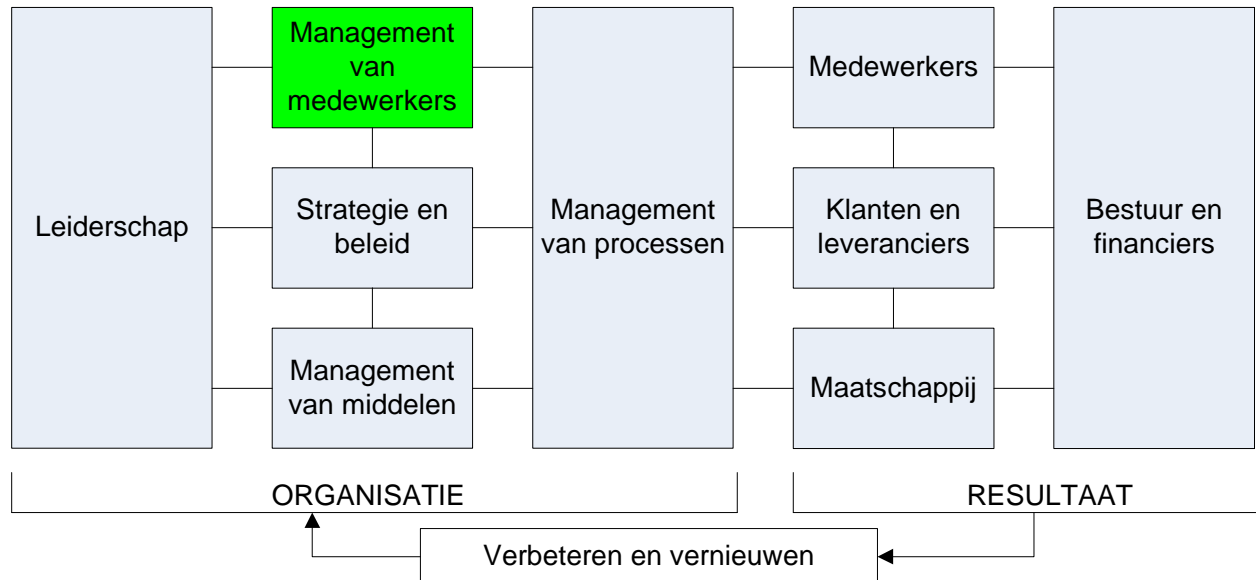 Leiderschap
Management
van
medewerkers
Strategie en
beleid
Management
van middelen
Management
van processen
Medewerkers
Klanten en
leveranciers
Maatschappij
Bestuur en
financiers
ORGANISATIE
RESULTAAT
Verbeteren en vernieuwen